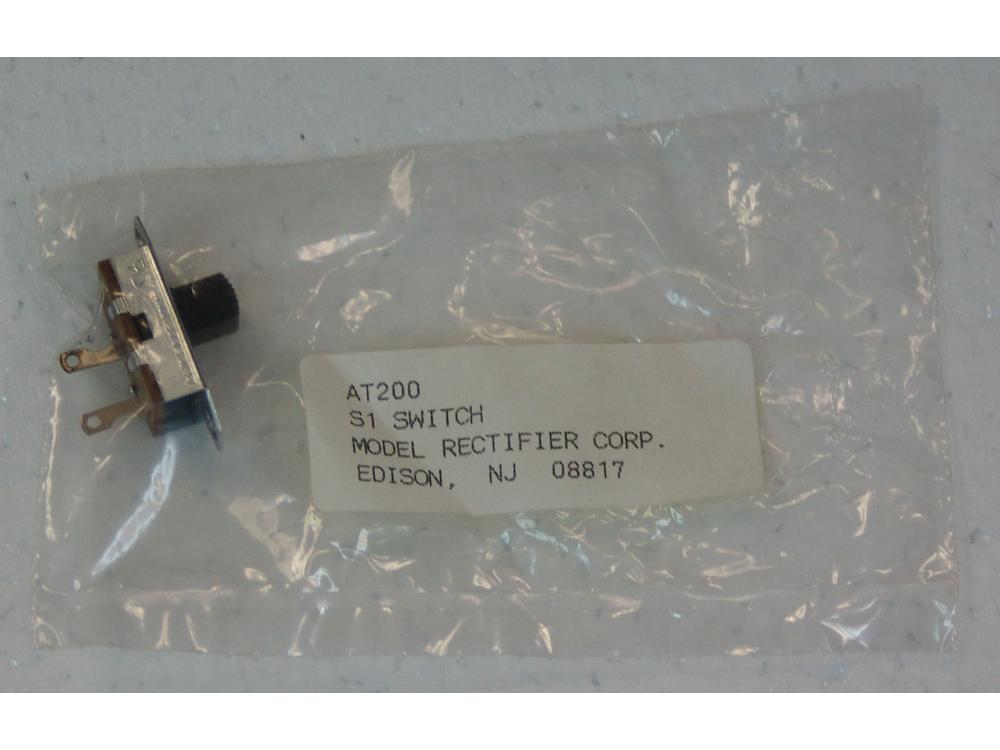 AT200
S1 SWITCH
MODEL RECTIFIER CORP.
EDISON, NJ 08817